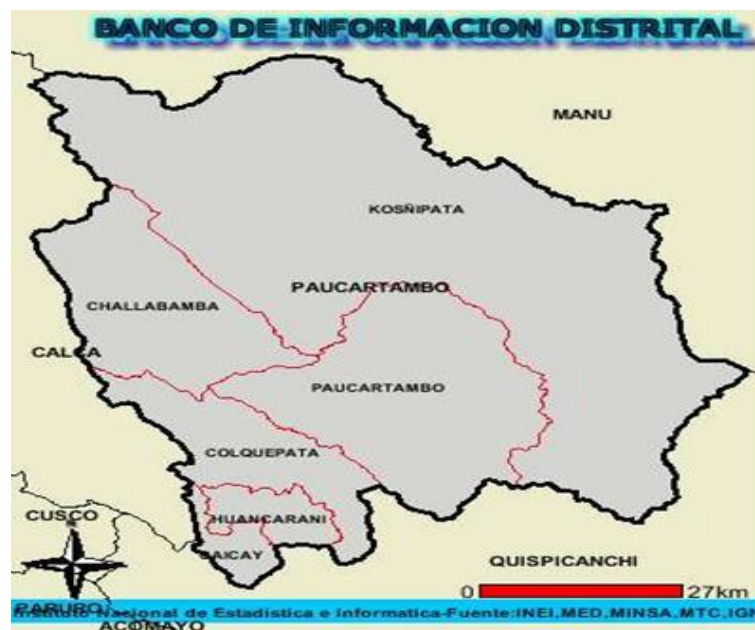 BANCO DE INFORMACION DISTRITAL
MANU
KOSÑIPATA
PAUCARTAMBO
CHALLABAMBA
CALCA
PAUCARTAMBO
COLQUEPATA
CUSCO
HUANCARANI
CAICAY
QUISPICANCHI
0 27km
PARURO
Instituto Nacional de Estadistica e Informatica-Fuente:INEI,MED,MINSA,MTC,IGN
ACOMAYO